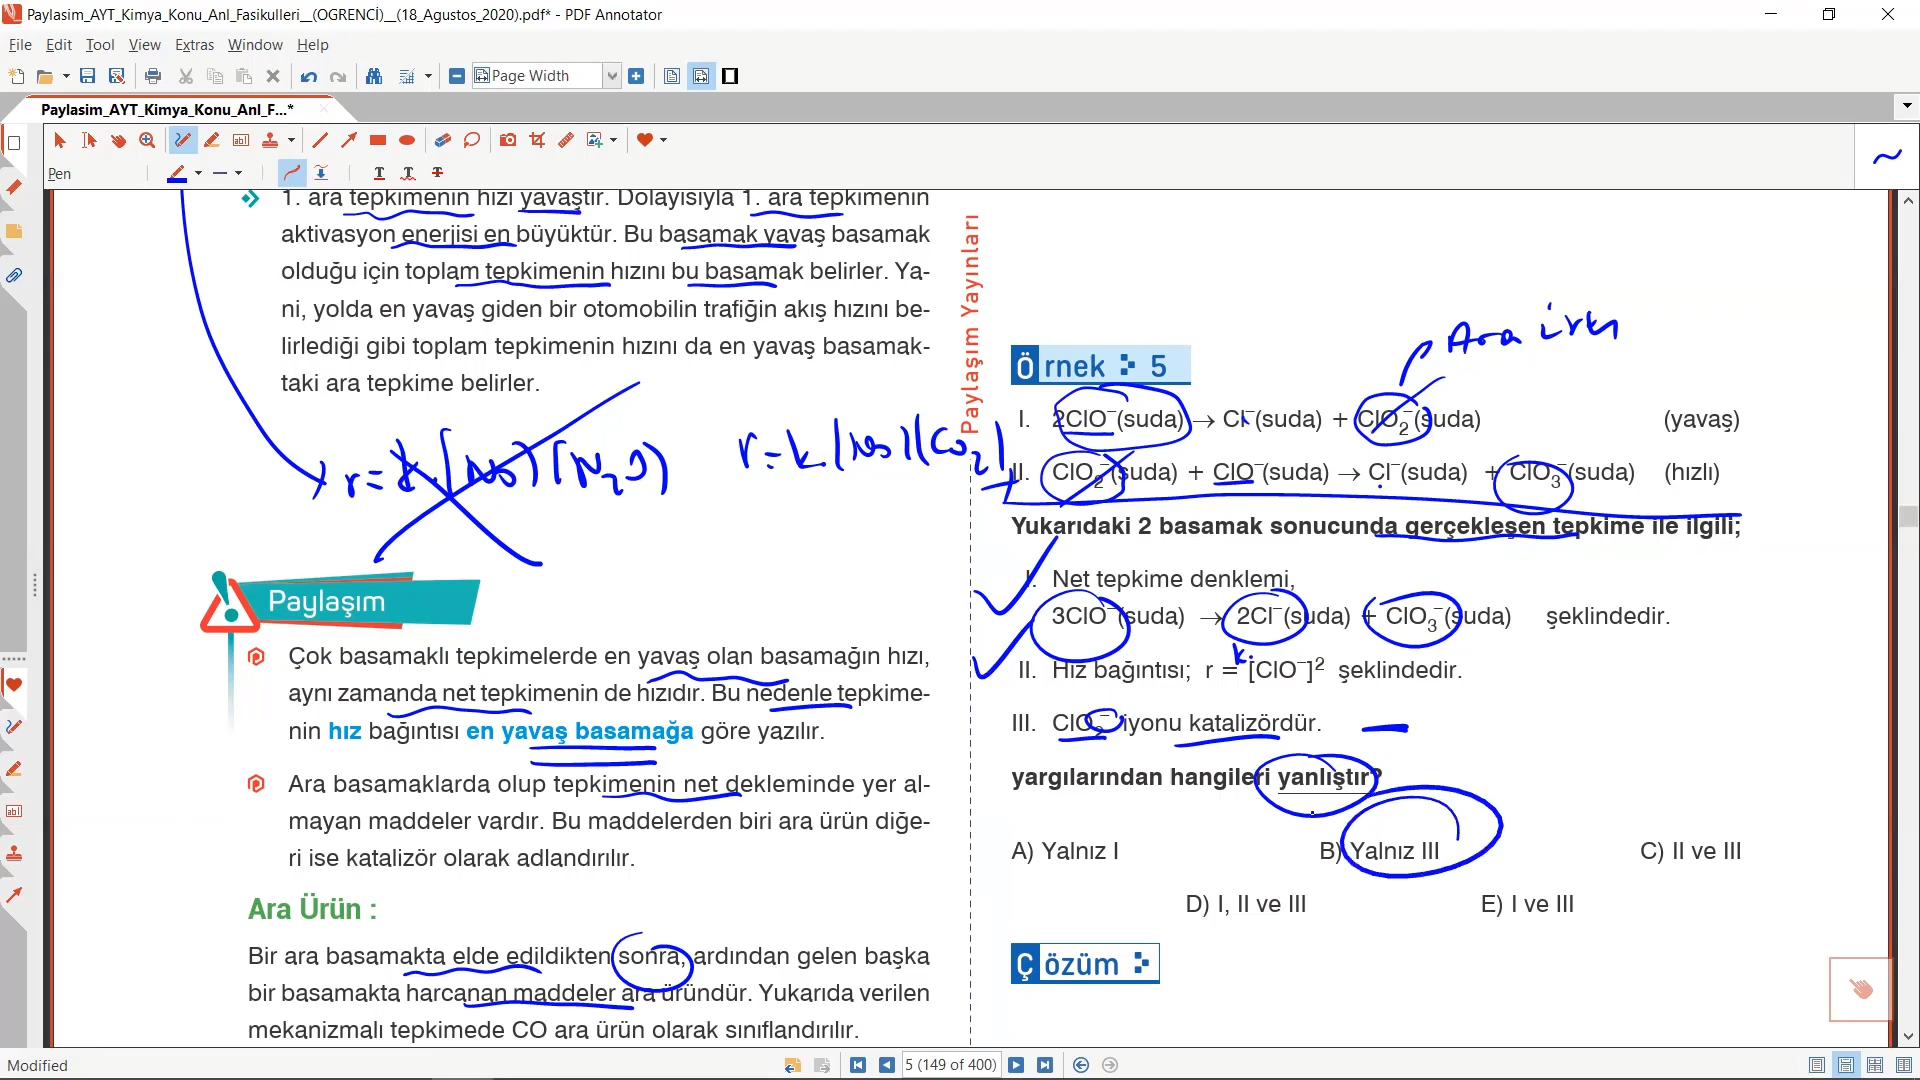 Paylasim_AYT_Kimya_Konu_Anl_Fasikulleri__(OGRENCİ)__(18_Agustos_2020).pdf* - PDF Annotator
File Edit Tool View Extras Window Help
Page Width
Paylasim_AYT_Kimya_Konu_Anl_F...*
Pen
1. ara tepkimenin hızı yavaştır. Dolayısıyla 1. ara tepkimenin
aktivasyon enerjisi en büyüktür. Bu basamak yavaş basamak
olduğu için toplam tepkimenin hızını bu basamak belirler. Ya-
ni, yolda en yavaş giden bir otomobilin trafiğin akış hızını be-
lirlediği gibi toplam tepkimenin hızını da en yavaş basamak-
taki ara tepkime belirler.
r = k.(No)(N₂O)
r = k.(No)(CO₂)
Paylaşım
Çok basamaklı tepkimelerde en yavaş olan basamağın hızı,
aynı zamanda net tepkimenin de hızıdır. Bu nedenle tepkime-
nin hız bağıntısı en yavaş basamağa göre yazılır.
Ara basamaklarda olup tepkimenin net dekleminde yer al-
mayan maddeler vardır. Bu maddelerden biri ara ürün diğe-
ri ise katalizör olarak adlandırılır.
Ara Ürün :
Bir ara basamakta elde edildikten sonra, ardından gelen başka
bir basamakta harcanan maddeler ara üründür. Yukarıda verilen
mekanizmalı tepkimede CO ara ürün olarak sınıflandırılır.
Paylaşım Yayınları
Ara ürün
Örnek 5
I. 2ClO⁻(suda) → Cl⁻(suda) + ClO₂⁻(suda) (yavaş)
II. ClO₂⁻(suda) + ClO⁻(suda) → Cl⁻(suda) + ClO₃⁻(suda) (hızlı)
Yukarıdaki 2 basamak sonucunda gerçekleşen tepkime ile ilgili;
I. Net tepkime denklemi,
3ClO⁻(suda) → 2Cl⁻(suda) + ClO₃⁻(suda) şeklindedir.
II. Hız bağıntısı; r = k.[ClO⁻]² şeklindedir.
III. ClO₂⁻ iyonu katalizördür.
yargılarından hangileri yanlıştır?
A) Yalnız I B) Yalnız III C) II ve III
D) I, II ve III E) I ve III
Çözüm
Modified
5 (149 of 400)